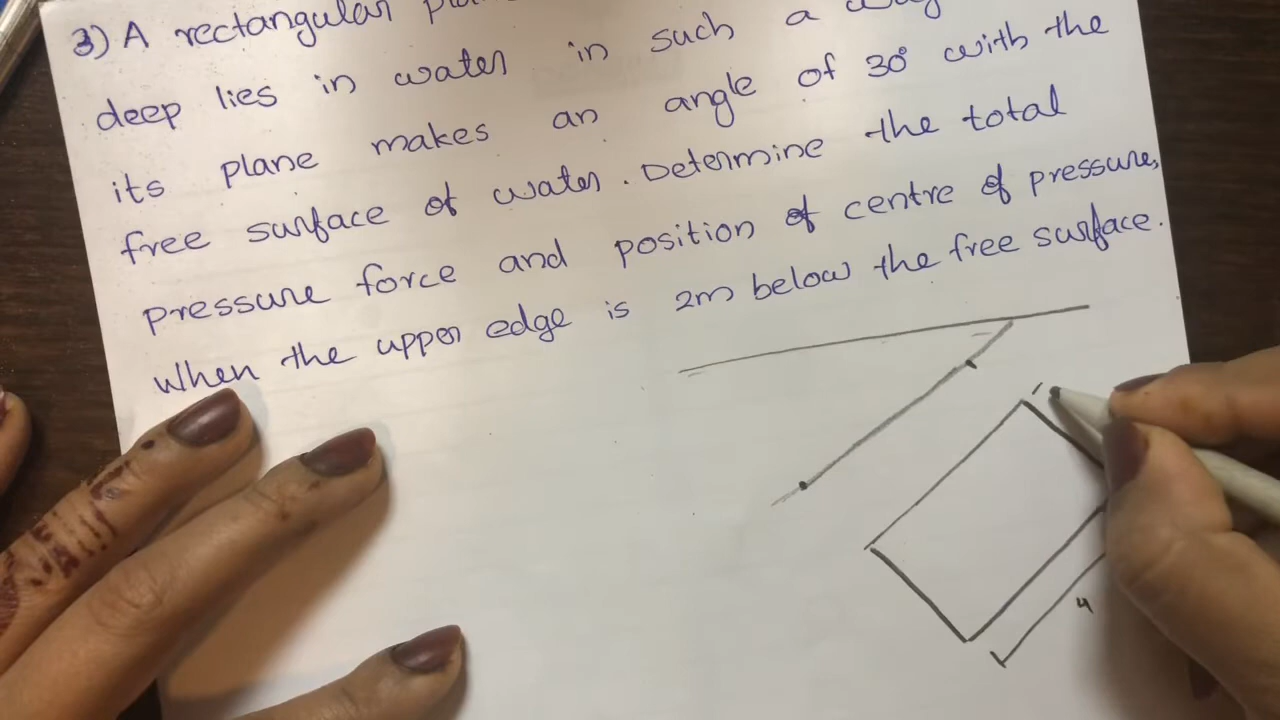 3) A rectangular
deep lies in water in such a
its plane makes an angle of 30° with the
free surface of water. Determine the total
pressure force and position of centre of pressure,
when the upper edge is 2m below the free surface.
4